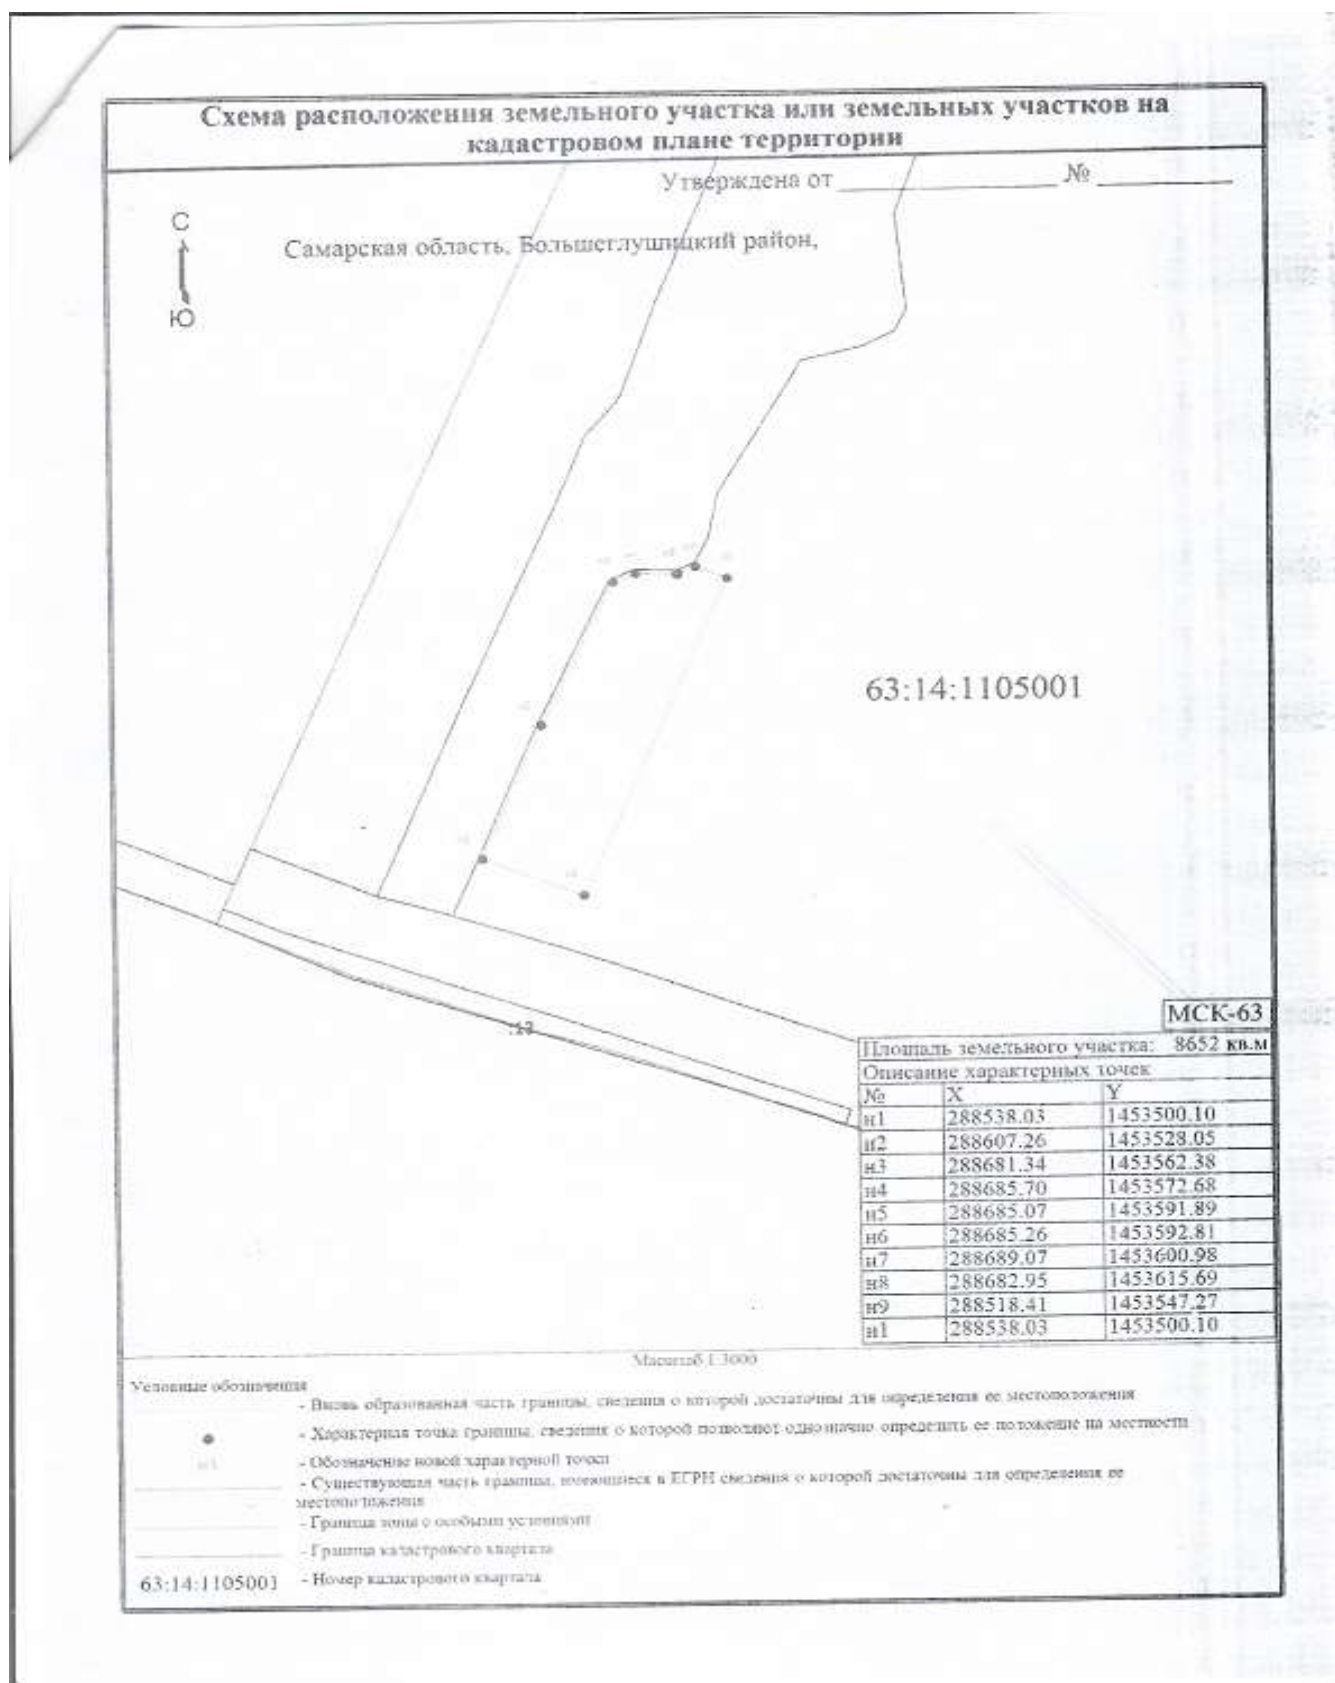 Схема расположения земельного участка или земельных участков на
кадастровом плане территории
Утверждена от ____________ № ________
С
Ю
Самарская область, Большеглушицкий район,
63:14:1105001
:13
МСК-63
Площадь земельного участка: 8652 кв.м
Описание характерных точек
№ X Y
н1 288538.03 1453500.10
н2 288607.26 1453528.05
н3 288681.34 1453562.38
н4 288685.70 1453572.68
н5 288685.07 1453591.89
н6 288685.26 1453592.81
н7 288689.07 1453600.98
н8 288682.95 1453615.69
н9 288518.41 1453547.27
н1 288538.03 1453500.10
Масштаб 1:3000
Условные обозначения
- Вновь образованная часть границы, сведения о которой достаточны для определения ее местоположения
- Характерная точка границы, сведения о которой позволяют однозначно определить ее положение на местности
н1 - Обозначение новой характерной точки
- Существующая часть границы, имеющиеся в ЕГРН сведения о которой достаточны для определения ее
местоположения
- Граница зоны с особыми условиями
- Граница кадастрового квартала
63:14:1105001 - Номер кадастрового квартала